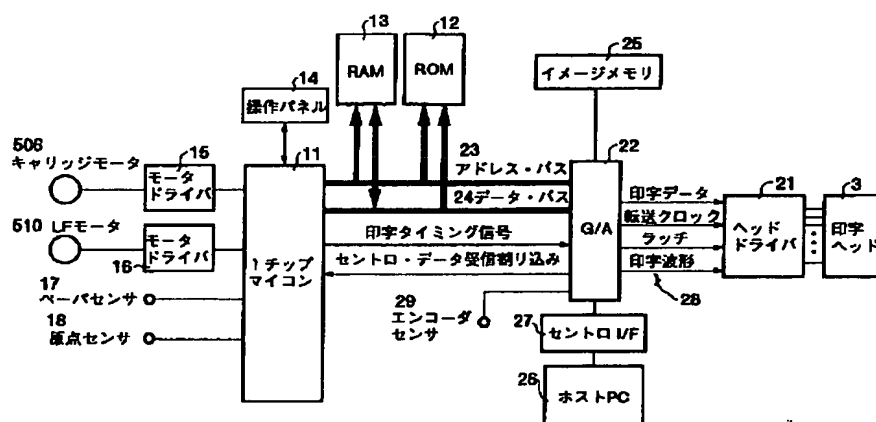 13
12
RAM
ROM
25
イメージメモリ
14
操作パネル
506
キャリッジモータ
15
モータ
ドライバ
11
23
アドレス・バス
24データ・バス
22
G/A
印字データ
転送クロック
ラッチ
印字波形
28
21
ヘッド
ドライバ
3
印字
ヘッド
510 LFモータ
モータ
ドライバ
16
1チップ
マイコン
印字タイミング信号
セントロ・データ受信割り込み
17
ペーパセンサ
18
原点センサ
29
エンコーダ
センサ
27
セントロI/F
26
ホストPC